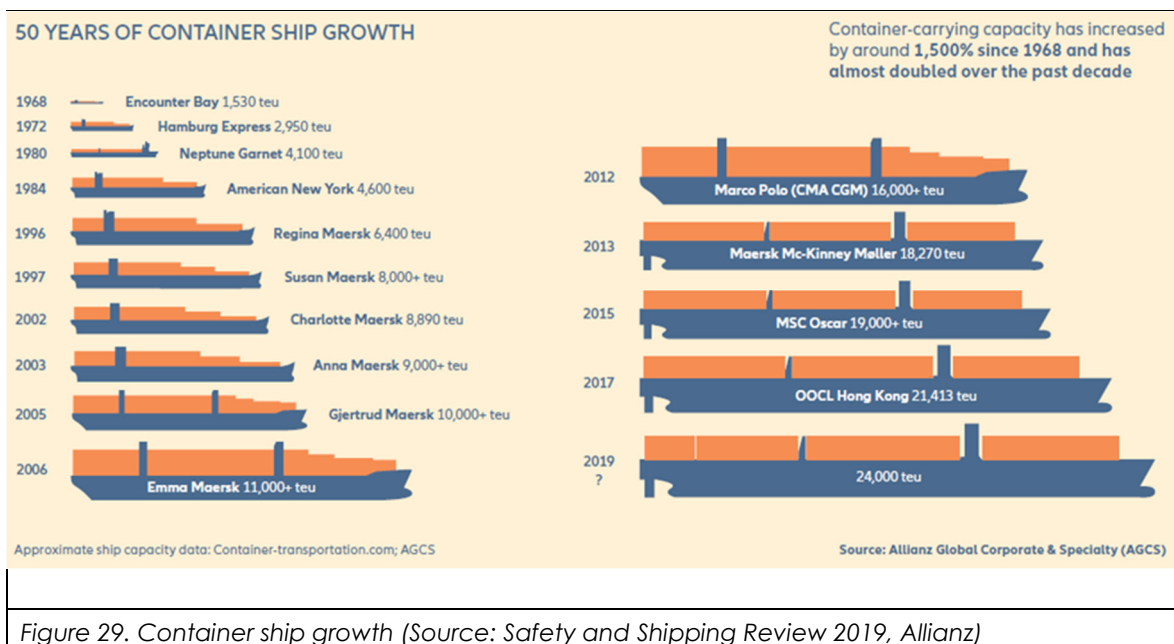 50 YEARS OF CONTAINER SHIP GROWTH
Container-carrying capacity has increased
by around 1,500% since 1968 and has
almost doubled over the past decade
1968 Encounter Bay 1,530 teu
1972 Hamburg Express 2,950 teu
1980 Neptune Garnet 4,100 teu
1984 American New York 4,600 teu
1996 Regina Maersk 6,400 teu
1997 Susan Maersk 8,000+ teu
2002 Charlotte Maersk 8,890 teu
2003 Anna Maersk 9,000+ teu
2005 Gjertrud Maersk 10,000+ teu
2006 Emma Maersk 11,000+ teu
2012 Marco Polo (CMA CGM) 16,000+ teu
2013 Maersk Mc-Kinney Møller 18,270 teu
2015 MSC Oscar 19,000+ teu
2017 OOCL Hong Kong 21,413 teu
2019 24,000 teu
?
Approximate ship capacity data: Container-transportation.com; AGCS
Source: Allianz Global Corporate & Specialty (AGCS)
Figure 29. Container ship growth (Source: Safety and Shipping Review 2019, Allianz)